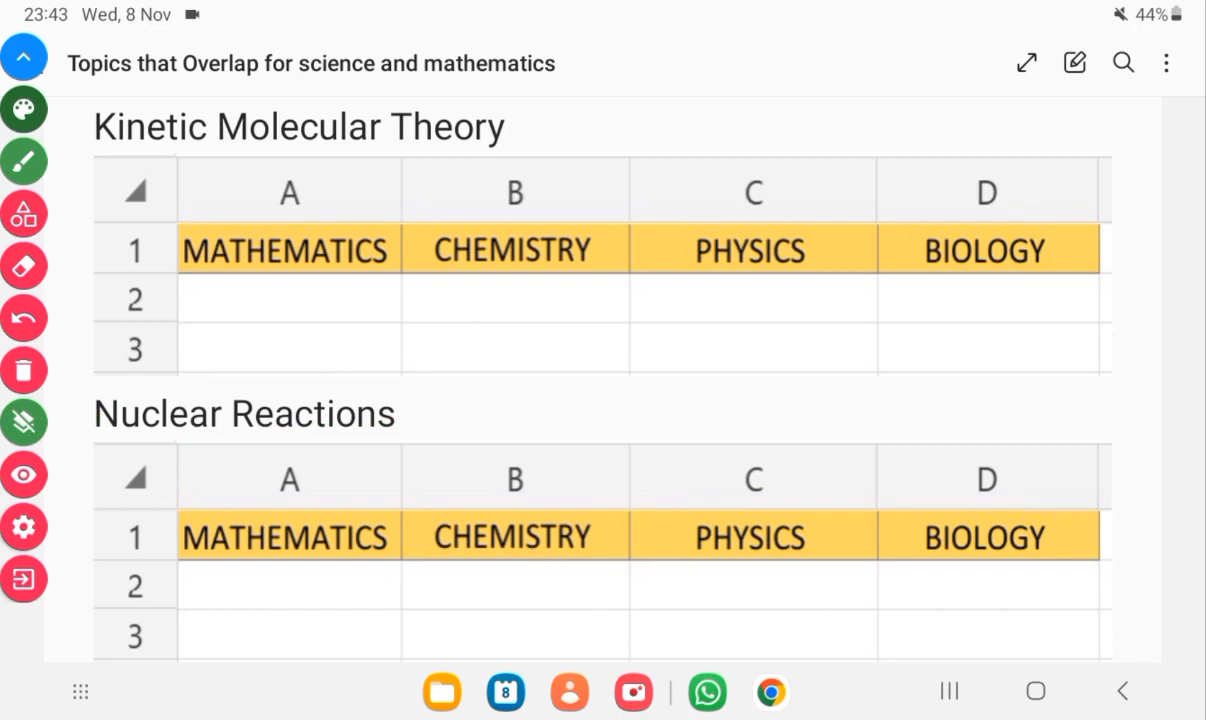 23:43 Wed, 8 Nov 44%
Topics that Overlap for science and mathematics
Kinetic Molecular Theory
A B C D
1 MATHEMATICS CHEMISTRY PHYSICS BIOLOGY
2
3
Nuclear Reactions
A B C D
1 MATHEMATICS CHEMISTRY PHYSICS BIOLOGY
2
3
8